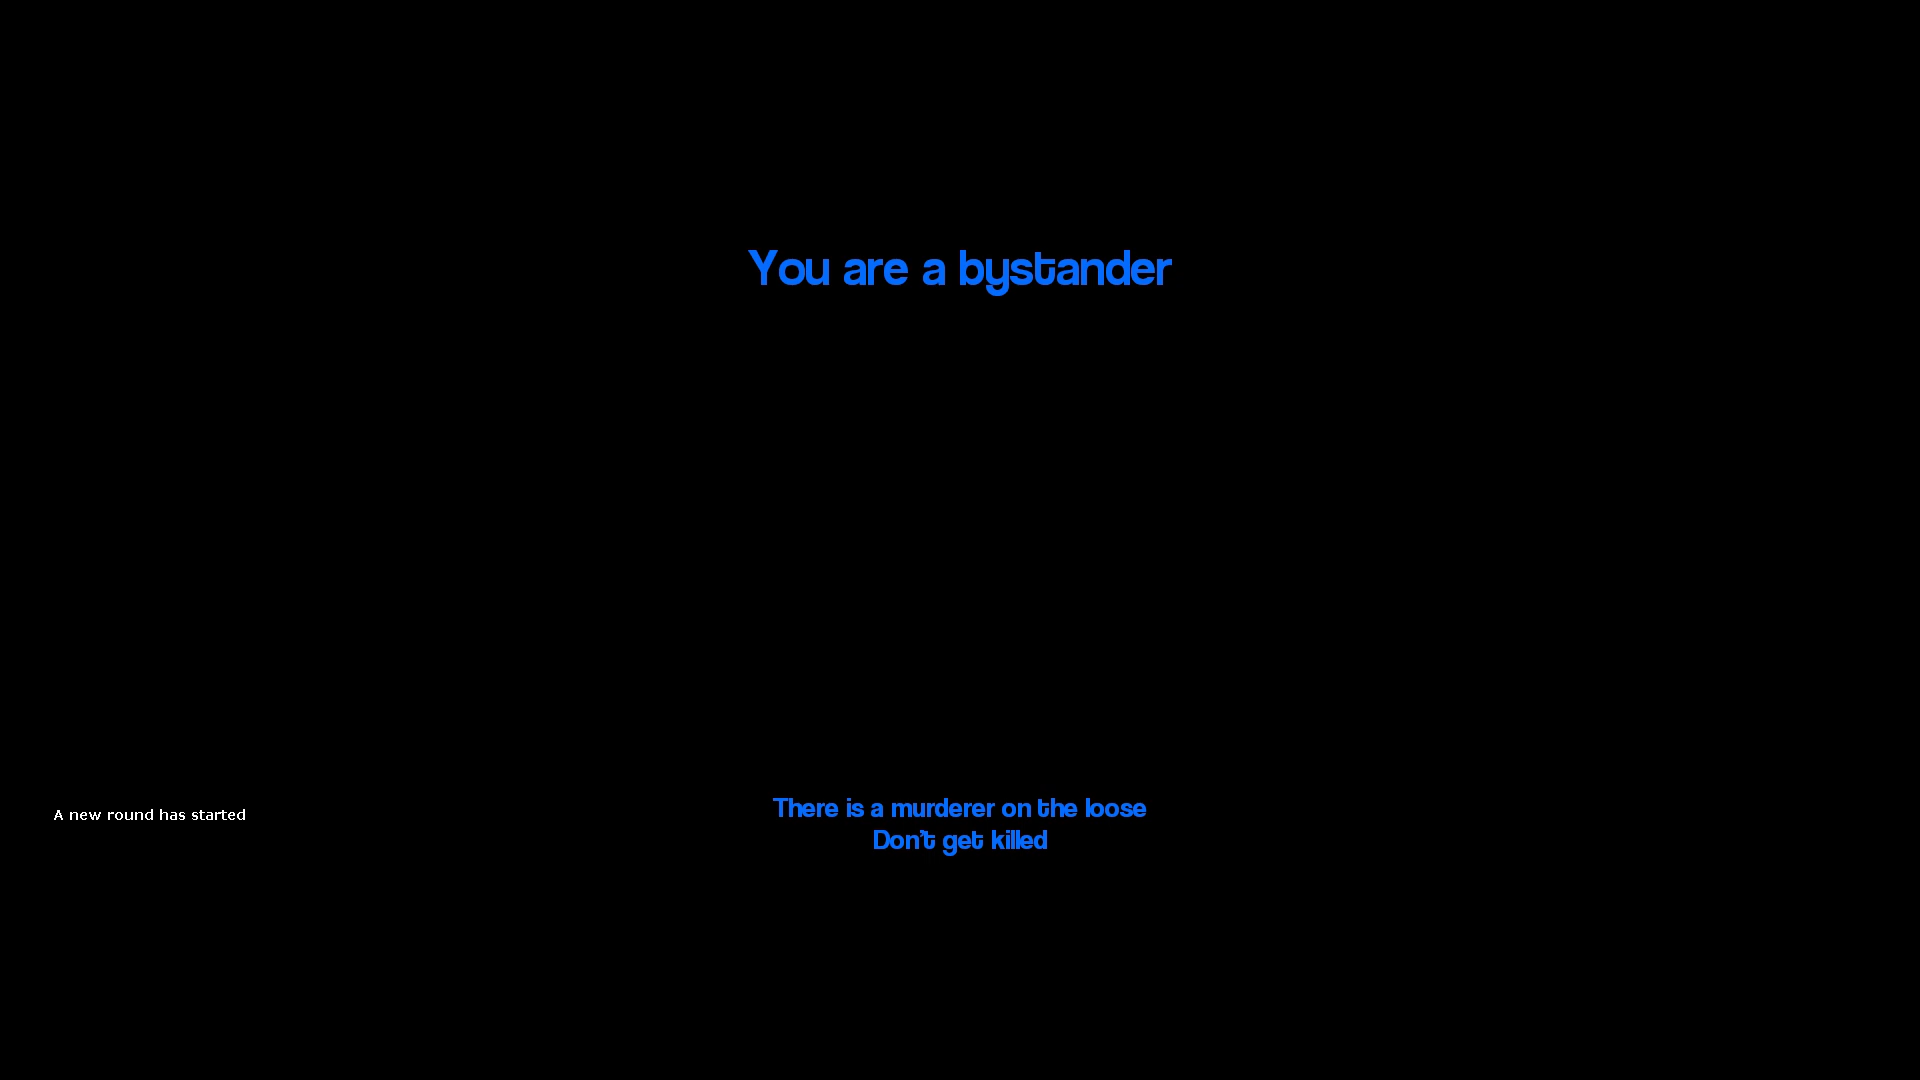 You are a bystander
A new round has started
There is a murderer on the loose
Don't get killed